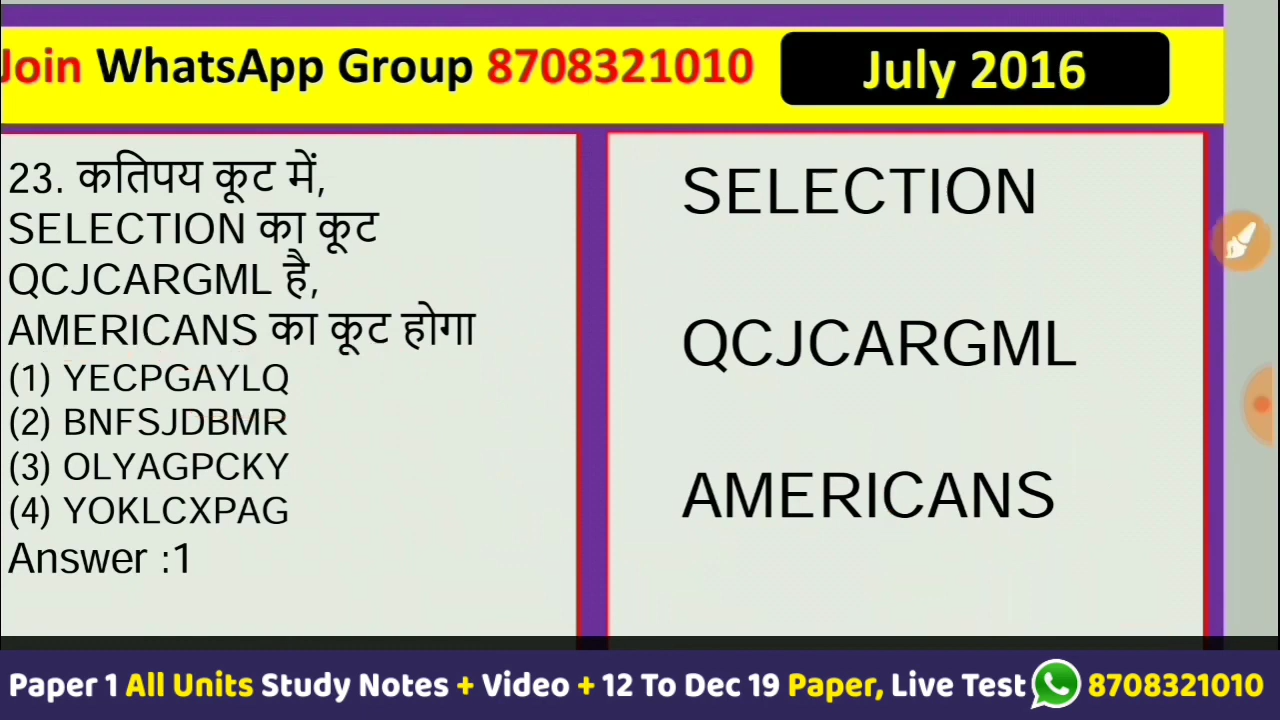 Join WhatsApp Group 8708321010
July 2016
23. कतिपय कूट में,
SELECTION का कूट
QCJCARGML है,
AMERICANS का कूट होगा
(1) YECPGAYLQ
(2) BNFSJDBMR
(3) OLYAGPCKY
(4) YOKLCXPAG
Answer :1
SELECTION
QCJCARGML
AMERICANS
Paper 1 All Units Study Notes + Video + 12 To Dec 19 Paper, Live Test 8708321010